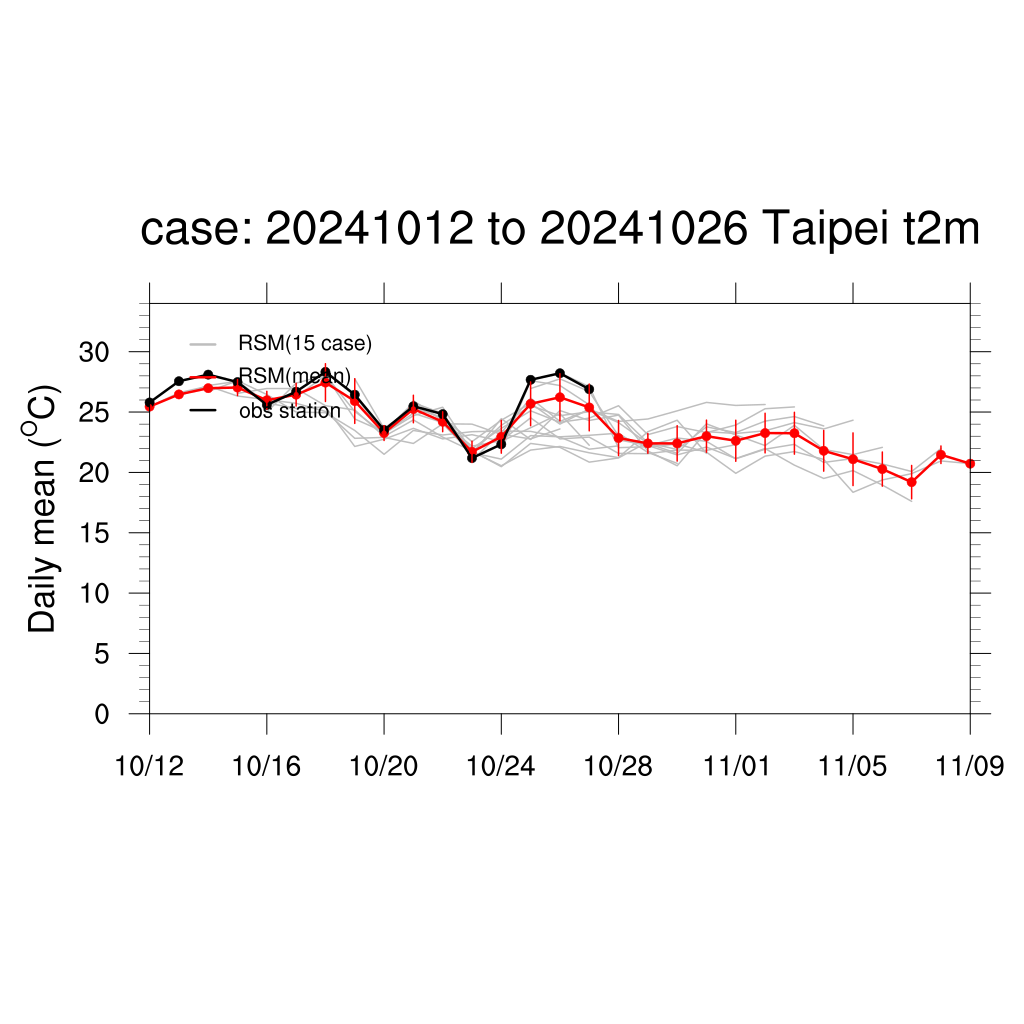 case: 20241012 to 20241026 Taipei t2m
RSM(15 case)
RSM(mean)
obs station
Daily mean (°C)
30
25
20
15
10
5
0
10/12 10/16 10/20 10/24 10/28 11/01 11/05 11/09